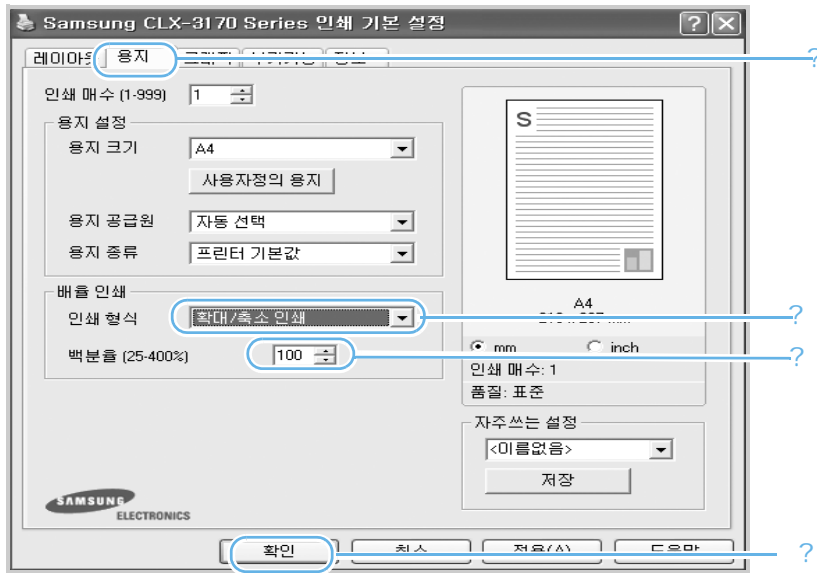 Samsung CLX-3170 Series 인쇄 기본 설정
용지
?
인쇄 매수 (1-999) 1
용지 설정
용지 크기 A4
사용자정의 용지
용지 공급원 자동 선택
용지 종류 프린터 기본값
배율 인쇄
인쇄 형식 확대/축소 인쇄
?
백분율 (25-400%) 100
?
S
A4
mm inch
인쇄 매수: 1
품질: 표준
자주쓰는 설정
<이름없음>
저장
SAMSUNG
ELECTRONICS
확인
?